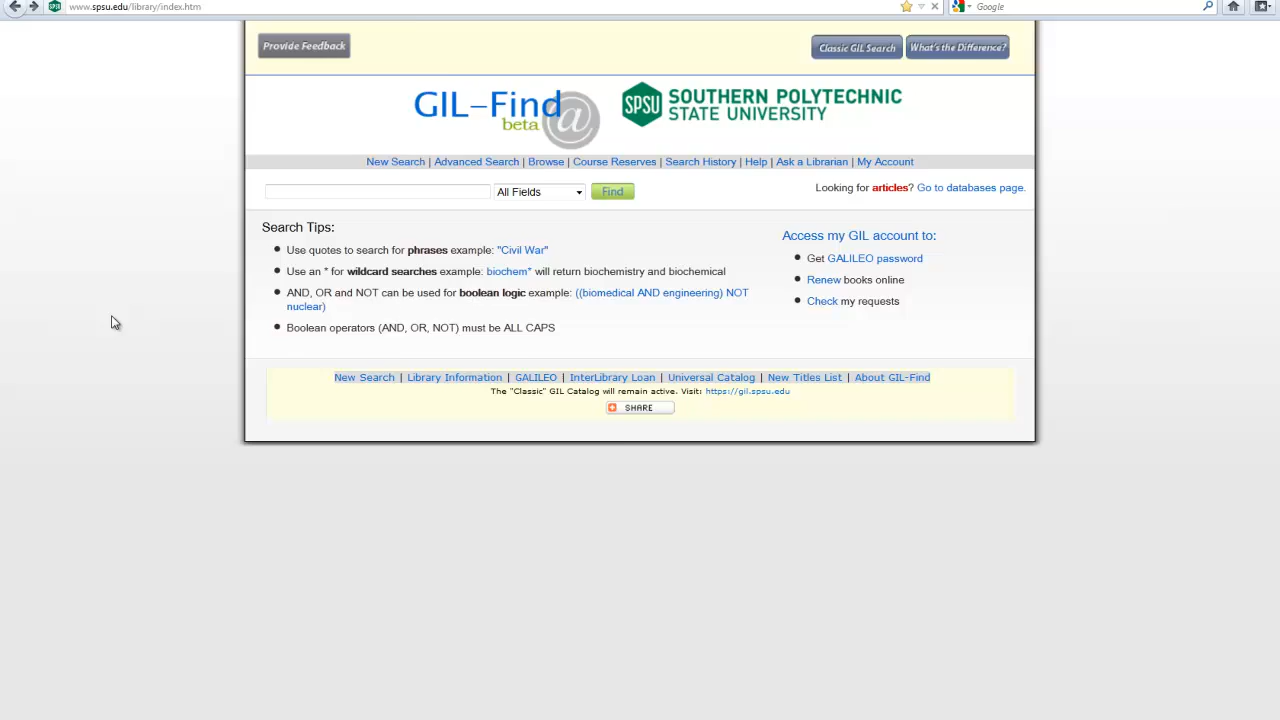 www.spsu.edu/library/index.htm
Google
Provide Feedback
Classic GIL Search
What's the Difference?
GIL-Find
beta
@
SPSU
SOUTHERN POLYTECHNIC
STATE UNIVERSITY
New Search | Advanced Search | Browse | Course Reserves | Search History | Help | Ask a Librarian | My Account
All Fields
Find
Looking for articles? Go to databases page.
Search Tips:
Use quotes to search for phrases example: "Civil War"
Use an * for wildcard searches example: biochem* will return biochemistry and biochemical
AND, OR and NOT can be used for boolean logic example: ((biomedical AND engineering) NOT
nuclear)
Boolean operators (AND, OR, NOT) must be ALL CAPS
Access my GIL account to:
Get GALILEO password
Renew books online
Check my requests
New Search | Library Information | GALILEO | InterLibrary Loan | Universal Catalog | New Titles List | About GIL-Find
The "Classic" GIL Catalog will remain active. Visit: https://gil.spsu.edu
SHARE